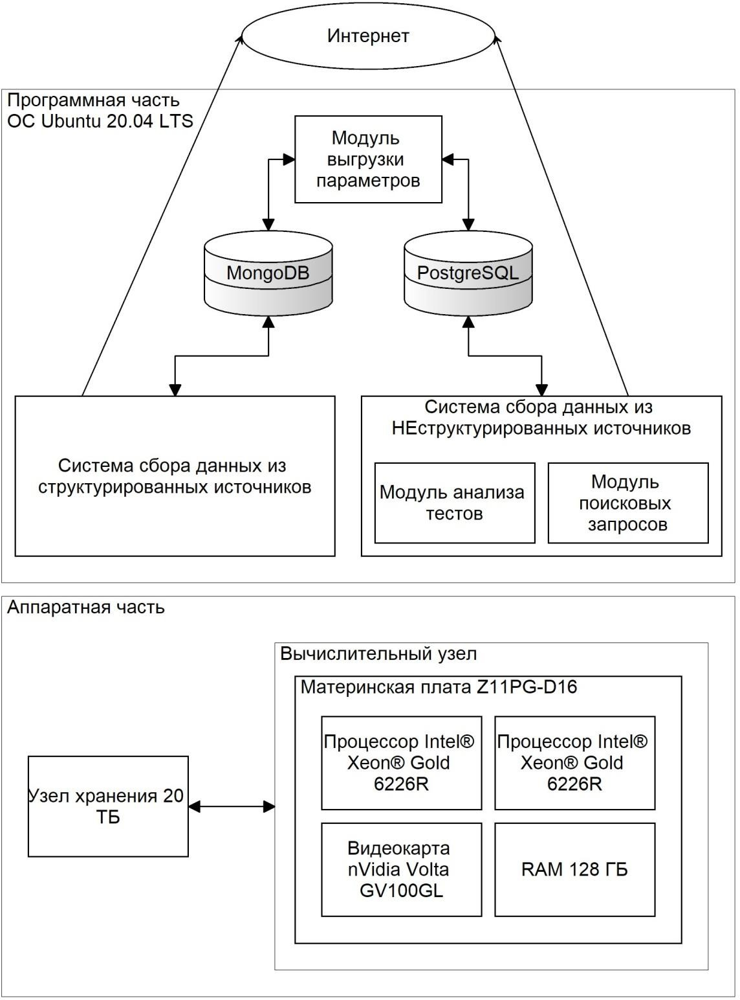 Интернет
Программная часть
ОС Ubuntu 20.04 LTS
Модуль
выгрузки
параметров
MongoDB
PostgreSQL
Система сбора данных из
структурированных источников
Система сбора данных из
НЕструктурированных источников
Модуль анализа
тестов
Модуль
поисковых
запросов
Аппаратная часть
Вычислительный узел
Материнская плата Z11PG-D16
Процессор Intel®
Xeon® Gold
6226R
Процессор Intel®
Xeon® Gold
6226R
Узел хранения 20
ТБ
Видеокарта
nVidia Volta
GV100GL
RAM 128 ГБ